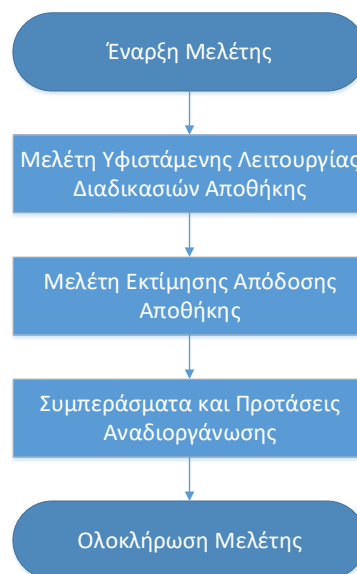 Έναρξη Μελέτης
Μελέτη Υφιστάμενης Λειτουργίας
Διαδικασιών Αποθήκης
Μελέτη Εκτίμησης Απόδοσης
Αποθήκης
Συμπεράσματα και Προτάσεις
Αναδιοργάνωσης
Ολοκλήρωση Μελέτης